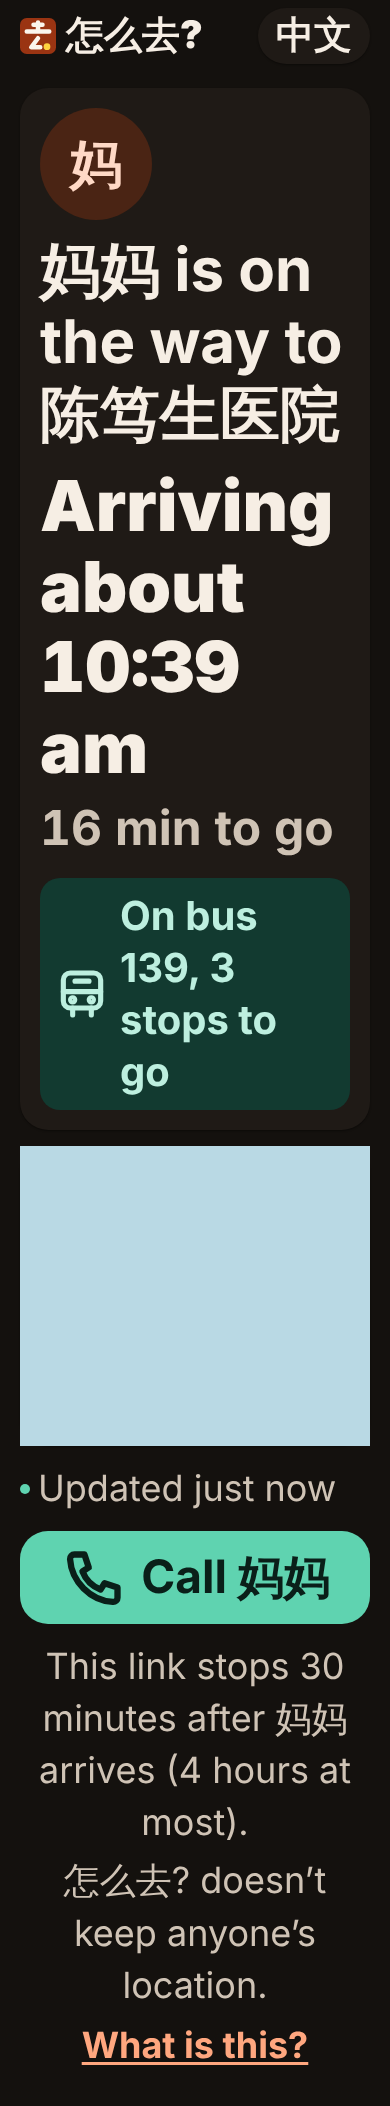 怎么去?
中文
妈
妈妈 is on
the way to
陈笃生医院
Arriving
about
10:39
am
16 min to go
On bus
139, 3
stops to
go
Updated just now
Call 妈妈
This link stops 30
minutes after 妈妈
arrives (4 hours at
most).
怎么去? doesn’t
keep anyone’s
location.
What is this?